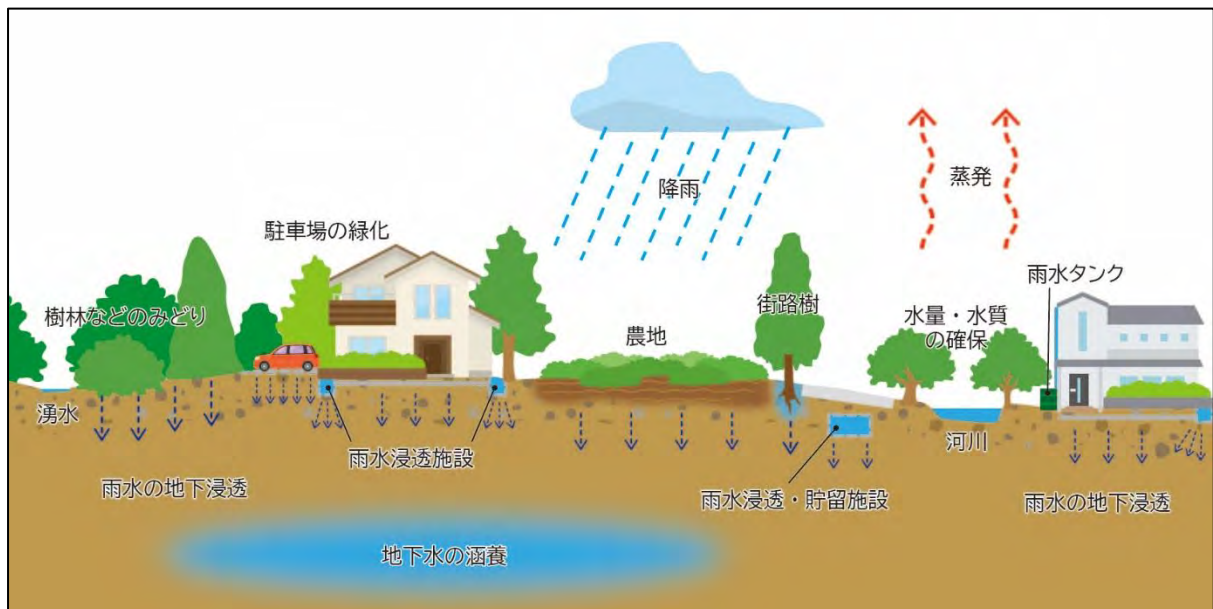 降雨
蒸発
駐車場の緑化
雨水タンク
樹林などのみどり
街路樹
水量・水質
の確保
農地
湧水
河川
雨水浸透施設
雨水の地下浸透
雨水浸透・貯留施設
雨水の地下浸透
地下水の涵養